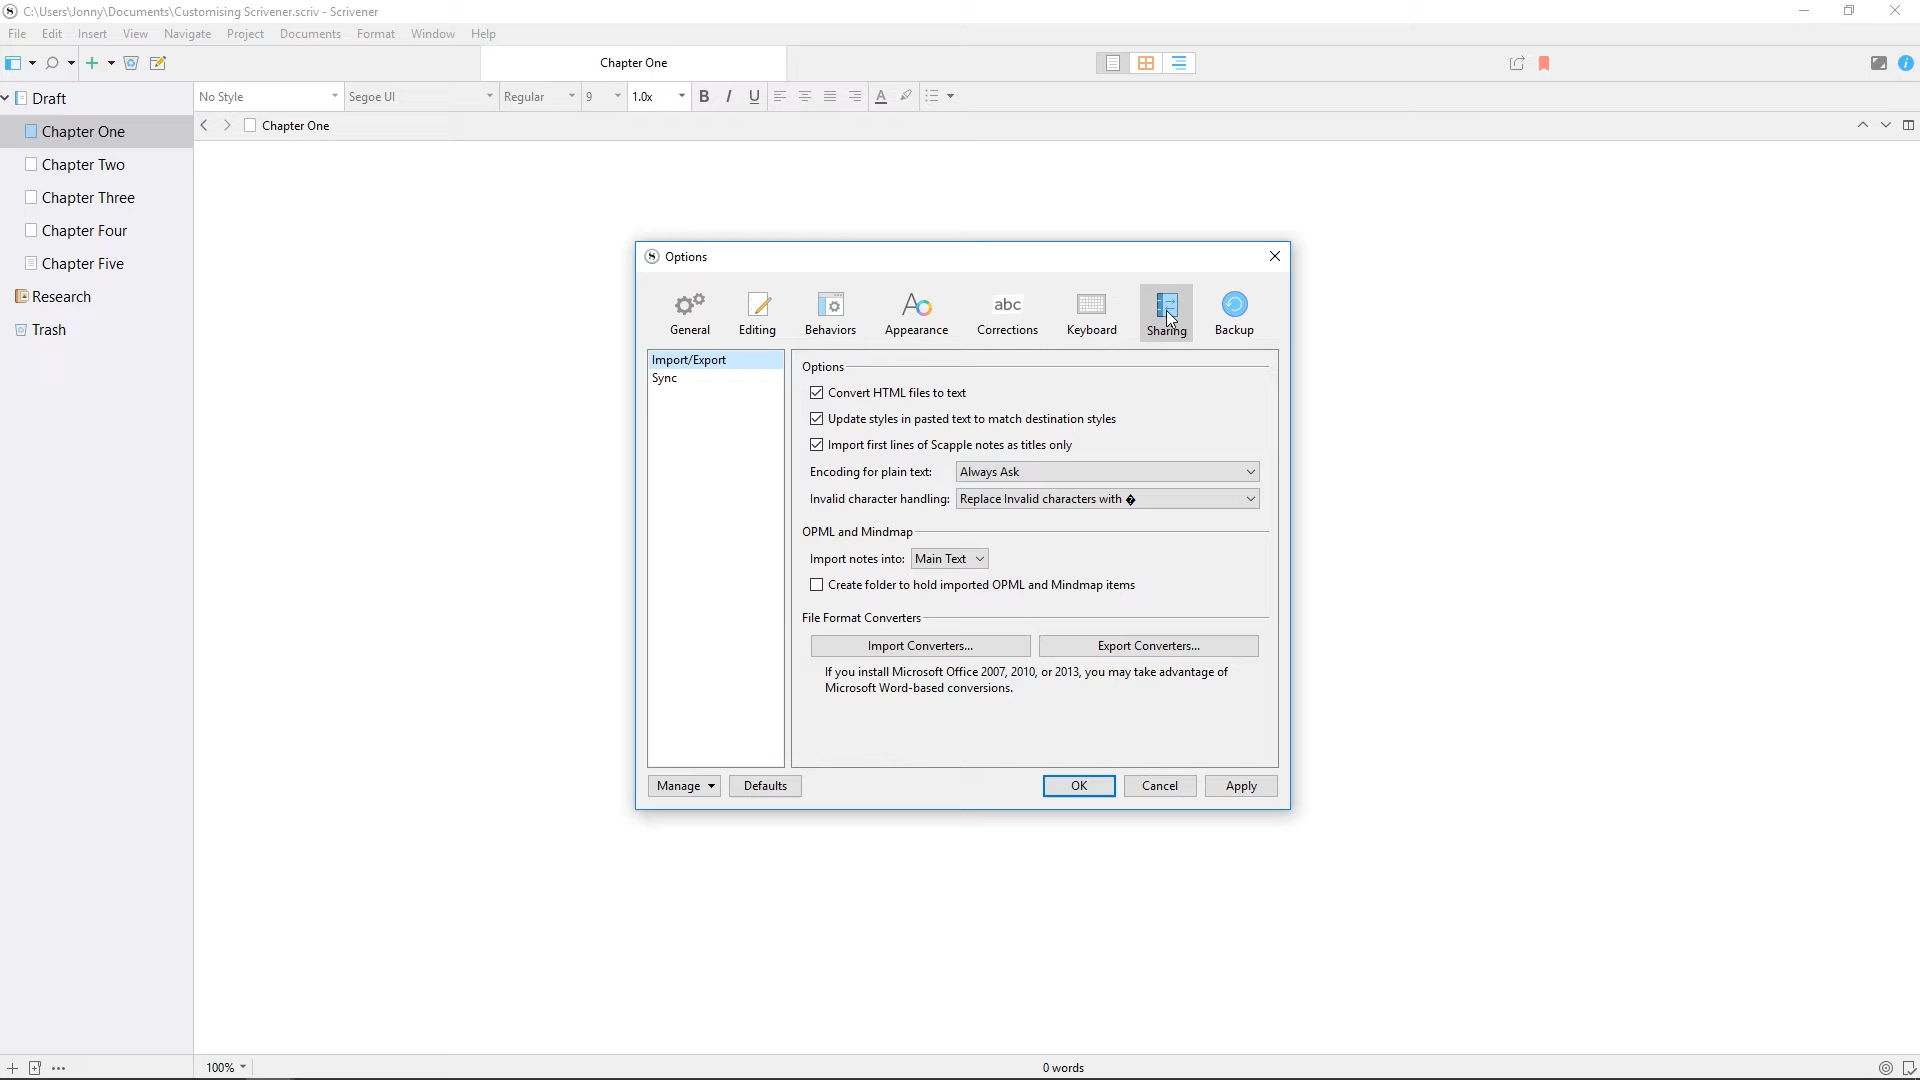 C:\Users\Jonny\Documents\Customising Scrivener.scriv - Scrivener
File Edit Insert View Navigate Project Documents Format Window Help
Chapter One
No Style Segoe UI Regular 9 1.0x B I U A
Chapter One
Draft
Chapter One
Chapter Two
Chapter Three
Chapter Four
Chapter Five
Research
Trash
Options
General Editing Behaviors Appearance abc Corrections Keyboard Sharing Backup
Import/Export
Sync
Options
Convert HTML files to text
Update styles in pasted text to match destination styles
Import first lines of Scapple notes as titles only
Encoding for plain text: Always Ask
Invalid character handling: Replace Invalid characters with �
OPML and Mindmap
Import notes into: Main Text
Create folder to hold imported OPML and Mindmap items
File Format Converters
Import Converters... Export Converters...
If you install Microsoft Office 2007, 2010, or 2013, you may take advantage of
Microsoft Word-based conversions.
Manage Defaults OK Cancel Apply
100% 0 words